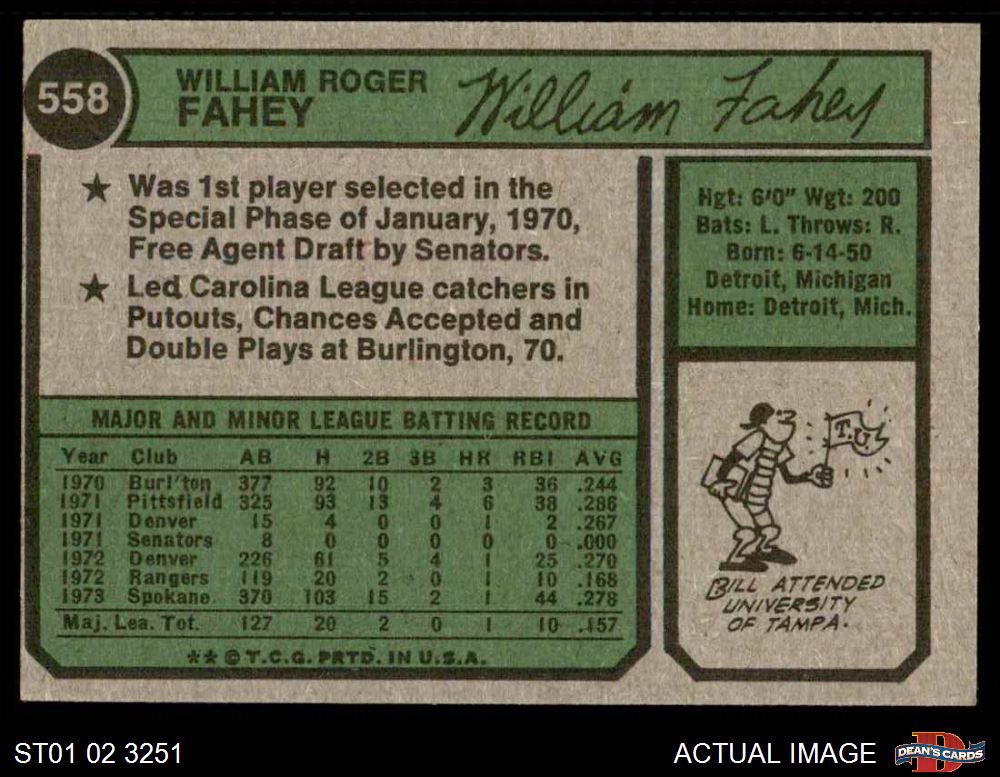 558
WILLIAM ROGER
FAHEY
William Fahey
★ Was 1st player selected in the
Special Phase of January, 1970,
Free Agent Draft by Senators.
★ Led Carolina League catchers in
Putouts, Chances Accepted and
Double Plays at Burlington, 70.
Hgt: 6'0" Wgt: 200
Bats: L. Throws: R.
Born: 6-14-50
Detroit, Michigan
Home: Detroit, Mich.
MAJOR AND MINOR LEAGUE BATTING RECORD
Year Club AB H 2B 3B HR RBI AVG
1970 Burl'ton 377 92 10 2 3 36 .244
1971 Pittsfield 325 93 13 4 6 38 .286
1971 Denver 15 4 0 0 1 2 .267
1971 Senators 8 0 0 0 0 0 .000
1972 Denver 226 61 5 4 1 25 .270
1972 Rangers 119 20 2 0 1 10 .168
1973 Spokane 370 103 15 2 1 44 .278
Maj. Lea. Tot. 127 20 2 0 1 10 .157
** © T.C.G. PRTD. IN U.S.A.
T.U.
BILL ATTENDED
UNIVERSITY
OF TAMPA.
ST01 02 3251
ACTUAL IMAGE
D
DEAN'S CARDS